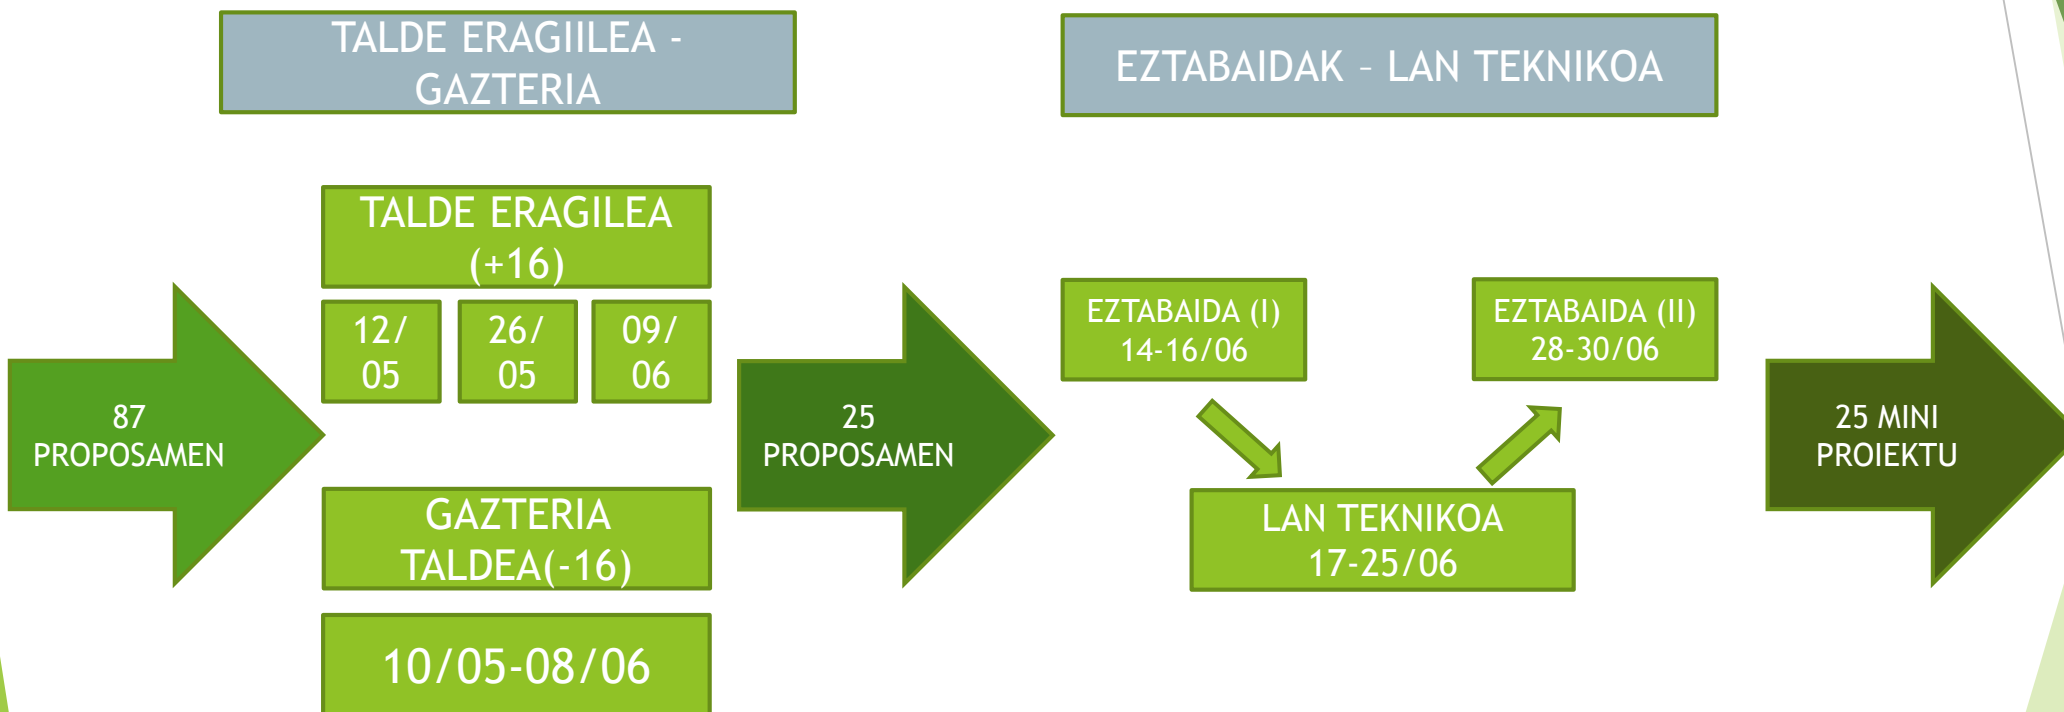 TALDE ERAGIILEA -
GAZTERIA
EZTABAIDAK – LAN TEKNIKOA
87
PROPOSAMEN
TALDE ERAGILEA
(+16)
12/
05
26/
05
09/
06
GAZTERIA
TALDEA(-16)
10/05-08/06
25
PROPOSAMEN
EZTABAIDA (I)
14-16/06
LAN TEKNIKOA
17-25/06
EZTABAIDA (II)
28-30/06
25 MINI
PROIEKTU